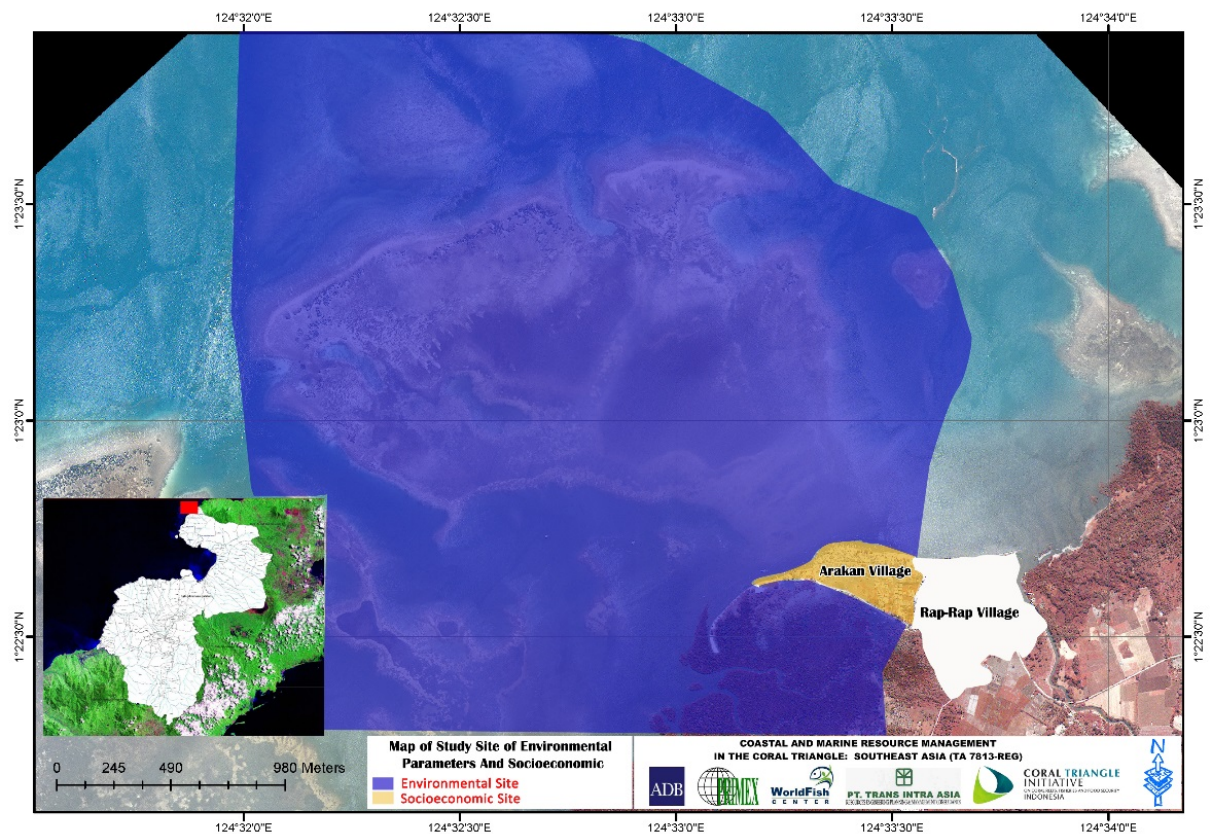 124°32'0"E 124°32'30"E 124°33'0"E 124°33'30"E 124°34'0"E
1°23'30"N 1°23'30"N
1°23'0"N 1°23'0"N
Arakan Village
Rap-Rap Village
1°22'30"N 1°22'30"N
0 245 490 980 Meters
Map of Study Site of Environmental
Parameters And Socioeconomic
Environmental Site
Socioeconomic Site
COASTAL AND MARINE RESOURCE MANAGEMENT
IN THE CORAL TRIANGLE: SOUTHEAST ASIA (TA 7813-REG)
ADB
PRIMEX
WorldFish
CENTER
PT. TRANS INTRA ASIA
CORAL TRIANGLE
INITIATIVE
INDONESIA
N
124°32'0"E 124°32'30"E 124°33'0"E 124°33'30"E 124°34'0"E